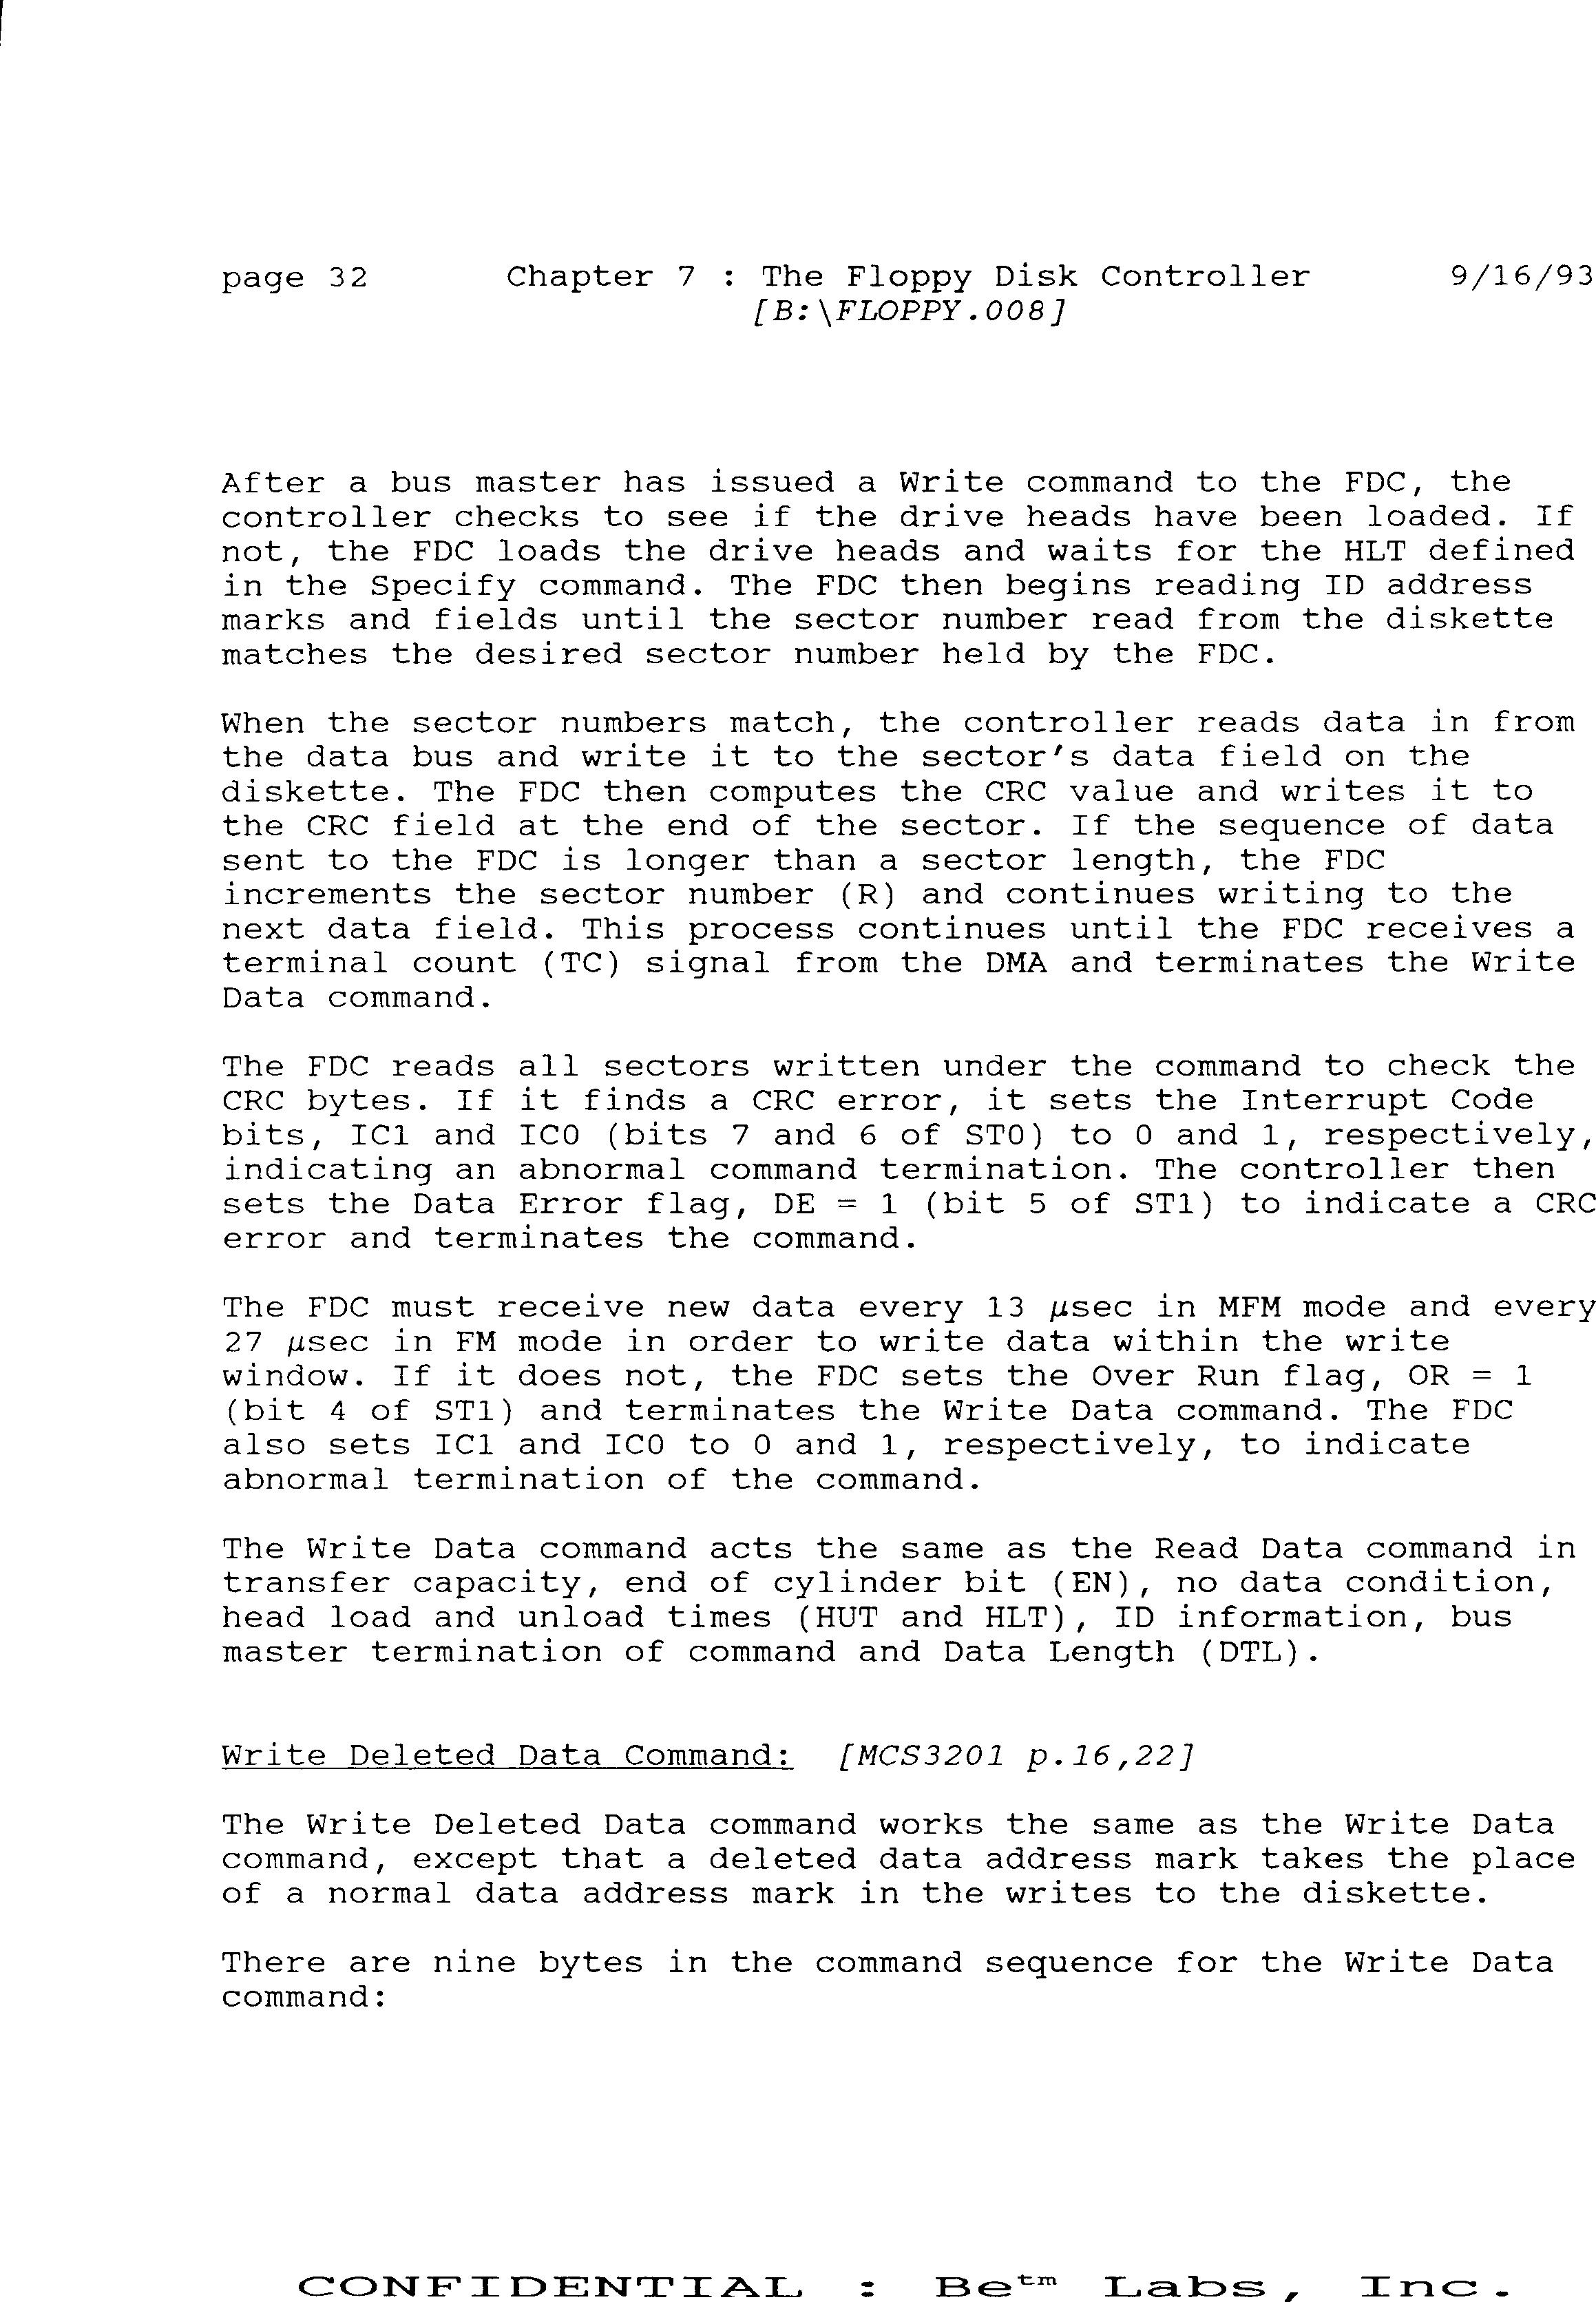 page 32 Chapter 7 : The Floppy Disk Controller 9/16/93
[B:\FLOPPY.008]
After a bus master has issued a Write command to the FDC, the
controller checks to see if the drive heads have been loaded. If
not, the FDC loads the drive heads and waits for the HLT defined
in the Specify command. The FDC then begins reading ID address
marks and fields until the sector number read from the diskette
matches the desired sector number held by the FDC.
When the sector numbers match, the controller reads data in from
the data bus and write it to the sector's data field on the
diskette. The FDC then computes the CRC value and writes it to
the CRC field at the end of the sector. If the sequence of data
sent to the FDC is longer than a sector length, the FDC
increments the sector number (R) and continues writing to the
next data field. This process continues until the FDC receives a
terminal count (TC) signal from the DMA and terminates the Write
Data command.
The FDC reads all sectors written under the command to check the
CRC bytes. If it finds a CRC error, it sets the Interrupt Code
bits, IC1 and IC0 (bits 7 and 6 of ST0) to 0 and 1, respectively,
indicating an abnormal command termination. The controller then
sets the Data Error flag, DE = 1 (bit 5 of ST1) to indicate a CRC
error and terminates the command.
The FDC must receive new data every 13 µsec in MFM mode and every
27 µsec in FM mode in order to write data within the write
window. If it does not, the FDC sets the Over Run flag, OR = 1
(bit 4 of ST1) and terminates the Write Data command. The FDC
also sets IC1 and IC0 to 0 and 1, respectively, to indicate
abnormal termination of the command.
The Write Data command acts the same as the Read Data command in
transfer capacity, end of cylinder bit (EN), no data condition,
head load and unload times (HUT and HLT), ID information, bus
master termination of command and Data Length (DTL).
Write Deleted Data Command: [MCS3201 p.16,22]
The Write Deleted Data command works the same as the Write Data
command, except that a deleted data address mark takes the place
of a normal data address mark in the writes to the diskette.
There are nine bytes in the command sequence for the Write Data
command:
CONFIDENTIAL : Be™ Labs, Inc.